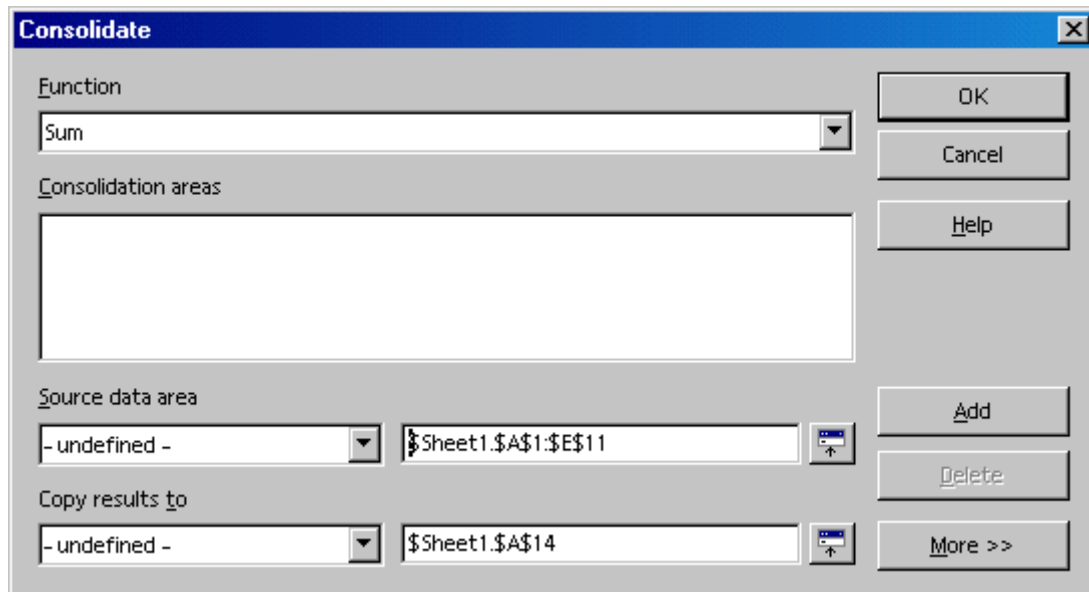 Consolidate
Function
OK
Sum
Cancel
Consolidation areas
Help
Source data area
Add
- undefined -
$Sheet1.$A$1:$E$11
Delete
Copy results to
- undefined -
$Sheet1.$A$14
More >>